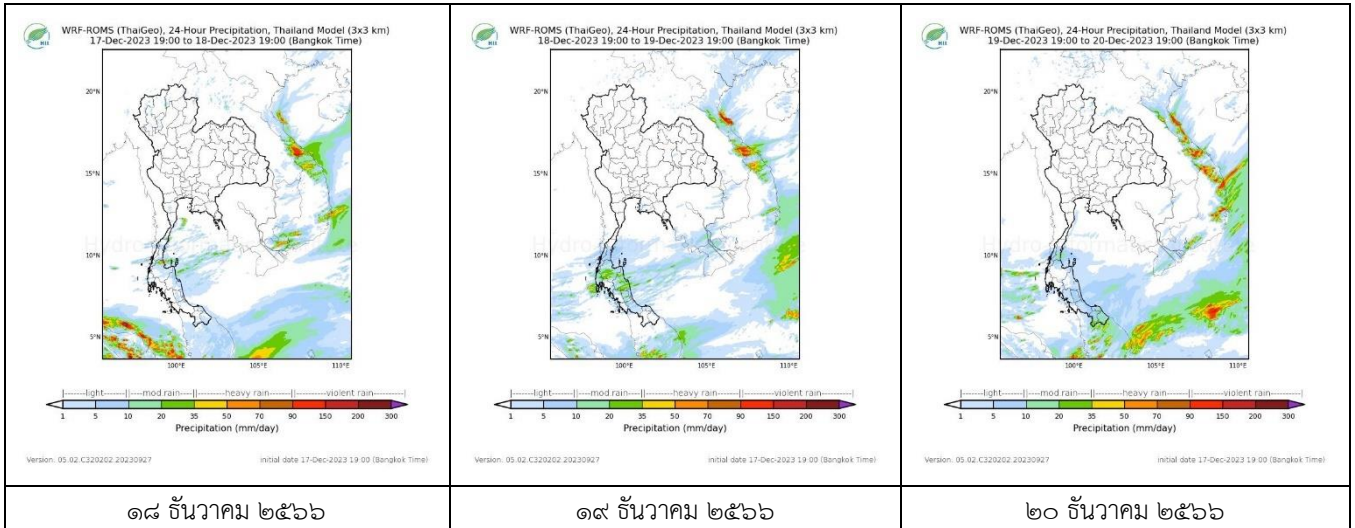 WRF-ROMS (ThaiGeo), 24-Hour Precipitation, Thailand Model (3x3 km)
17-Dec-2023 19:00 to 18-Dec-2023 19:00 (Bangkok Time)
20°N
15°N
10°N
5°N
100°E
105°E
110°E
light
mod rain
heavy rain
violent rain
1 5 10 20 35 50 70 90 150 200 300
Precipitation (mm/day)
Version: 05.02.C320202.20230927
initial date 17-Dec-2023 19:00 (Bangkok Time)
๑๘ ธันวาคม ๒๕๖๖
WRF-ROMS (ThaiGeo), 24-Hour Precipitation, Thailand Model (3x3 km)
18-Dec-2023 19:00 to 19-Dec-2023 19:00 (Bangkok Time)
20°N
15°N
10°N
5°N
100°E
105°E
110°E
light
mod rain
heavy rain
violent rain
1 5 10 20 35 50 70 90 150 200 300
Precipitation (mm/day)
Version: 05.02.C320202.20230927
initial date 17-Dec-2023 19:00 (Bangkok Time)
๑๙ ธันวาคม ๒๕๖๖
WRF-ROMS (ThaiGeo), 24-Hour Precipitation, Thailand Model (3x3 km)
19-Dec-2023 19:00 to 20-Dec-2023 19:00 (Bangkok Time)
20°N
15°N
10°N
5°N
100°E
105°E
110°E
light
mod rain
heavy rain
violent rain
1 5 10 20 35 50 70 90 150 200 300
Precipitation (mm/day)
Version: 05.02.C320202.20230927
initial date 17-Dec-2023 19:00 (Bangkok Time)
๒๐ ธันวาคม ๒๕๖๖